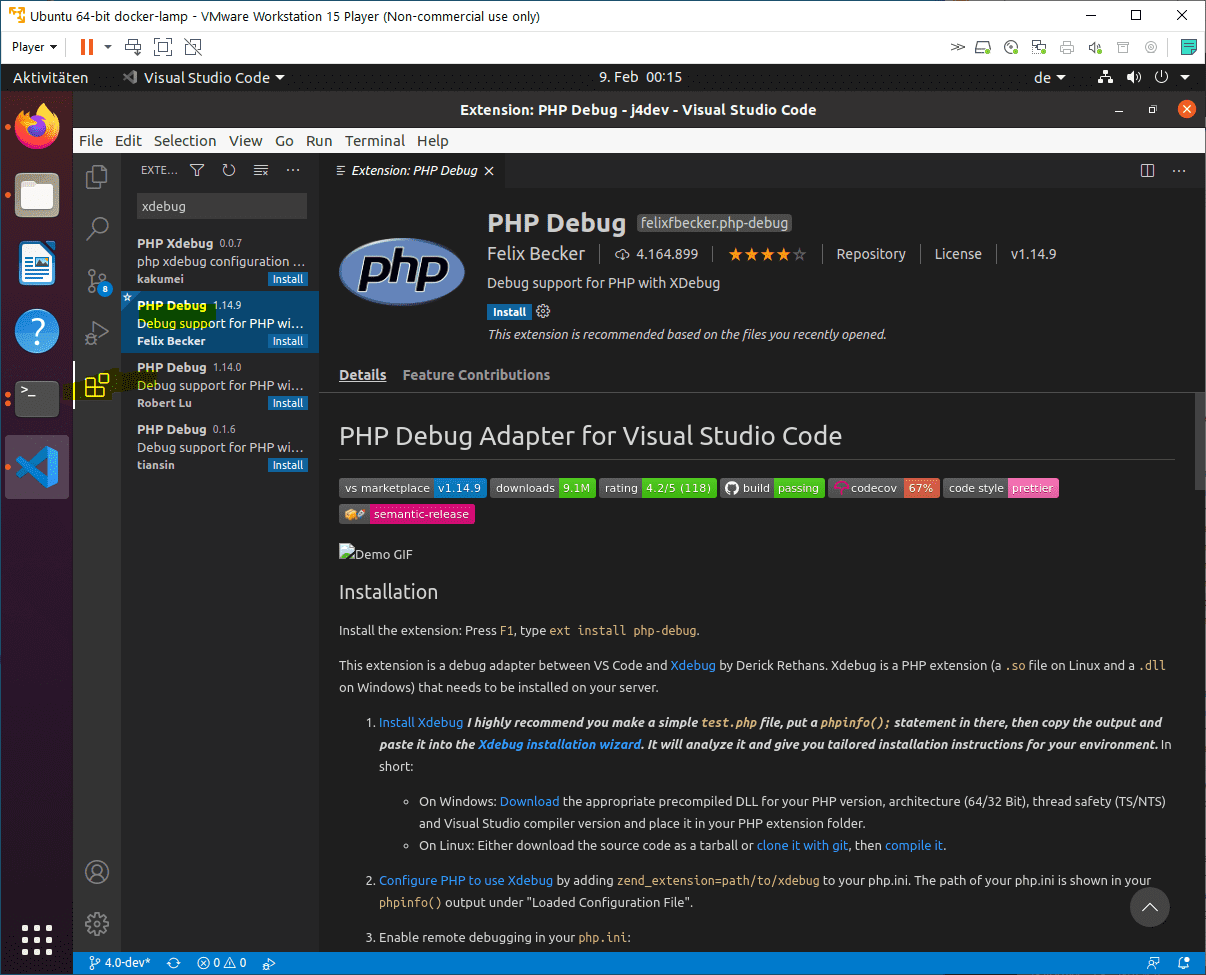 Ubuntu 64-bit docker-lamp - VMware Workstation 15 Player (Non-commercial use only)
Player
Aktivitäten
Visual Studio Code
9. Feb 00:15
de
Extension: PHP Debug - j4dev - Visual Studio Code
File Edit Selection View Go Run Terminal Help
EXTE...
Extension: PHP Debug
xdebug
PHP Xdebug 0.0.7
php xdebug configuration ...
kakumei Install
PHP Debug 1.14.9
Debug support for PHP wi...
Felix Becker Install
PHP Debug 1.14.0
Debug support for PHP wi...
Robert Lu Install
PHP Debug 0.1.6
Debug support for PHP wi...
tiansin Install
8
php
PHP Debug felixfbecker.php-debug
Felix Becker 4.164.899 Repository License v1.14.9
Debug support for PHP with XDebug
Install
This extension is recommended based on the files you recently opened.
Details Feature Contributions
PHP Debug Adapter for Visual Studio Code
vs marketplace v1.14.9 downloads 9.1M rating 4.2/5 (118) build passing codecov 67% code style prettier
semantic-release
Demo GIF
Installation
Install the extension: Press F1, type ext install php-debug.
This extension is a debug adapter between VS Code and Xdebug by Derick Rethans. Xdebug is a PHP extension (a .so file on Linux and a .dll
on Windows) that needs to be installed on your server.
1. Install Xdebug I highly recommend you make a simple test.php file, put a phpinfo(); statement in there, then copy the output and
paste it into the Xdebug installation wizard. It will analyze it and give you tailored installation instructions for your environment. In
short:
On Windows: Download the appropriate precompiled DLL for your PHP version, architecture (64/32 Bit), thread safety (TS/NTS)
and Visual Studio compiler version and place it in your PHP extension folder.
On Linux: Either download the source code as a tarball or clone it with git, then compile it.
2. Configure PHP to use Xdebug by adding zend_extension=path/to/xdebug to your php.ini. The path of your php.ini is shown in your
phpinfo() output under "Loaded Configuration File".
3. Enable remote debugging in your php.ini:
4.0-dev* 0 0